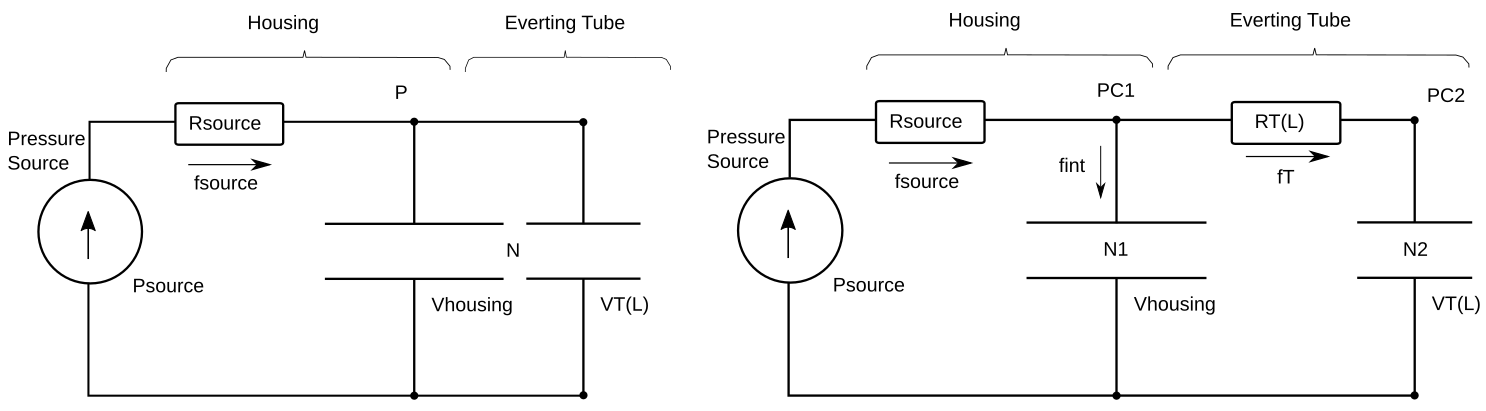 Housing
Everting Tube
P
Rsource
Pressure
Source
fsource
N
Psource
Vhousing
VT(L)
Housing
Everting Tube
PC1
PC2
Rsource
RT(L)
Pressure
Source
fint
fsource
fT
N1
N2
Psource
Vhousing
VT(L)